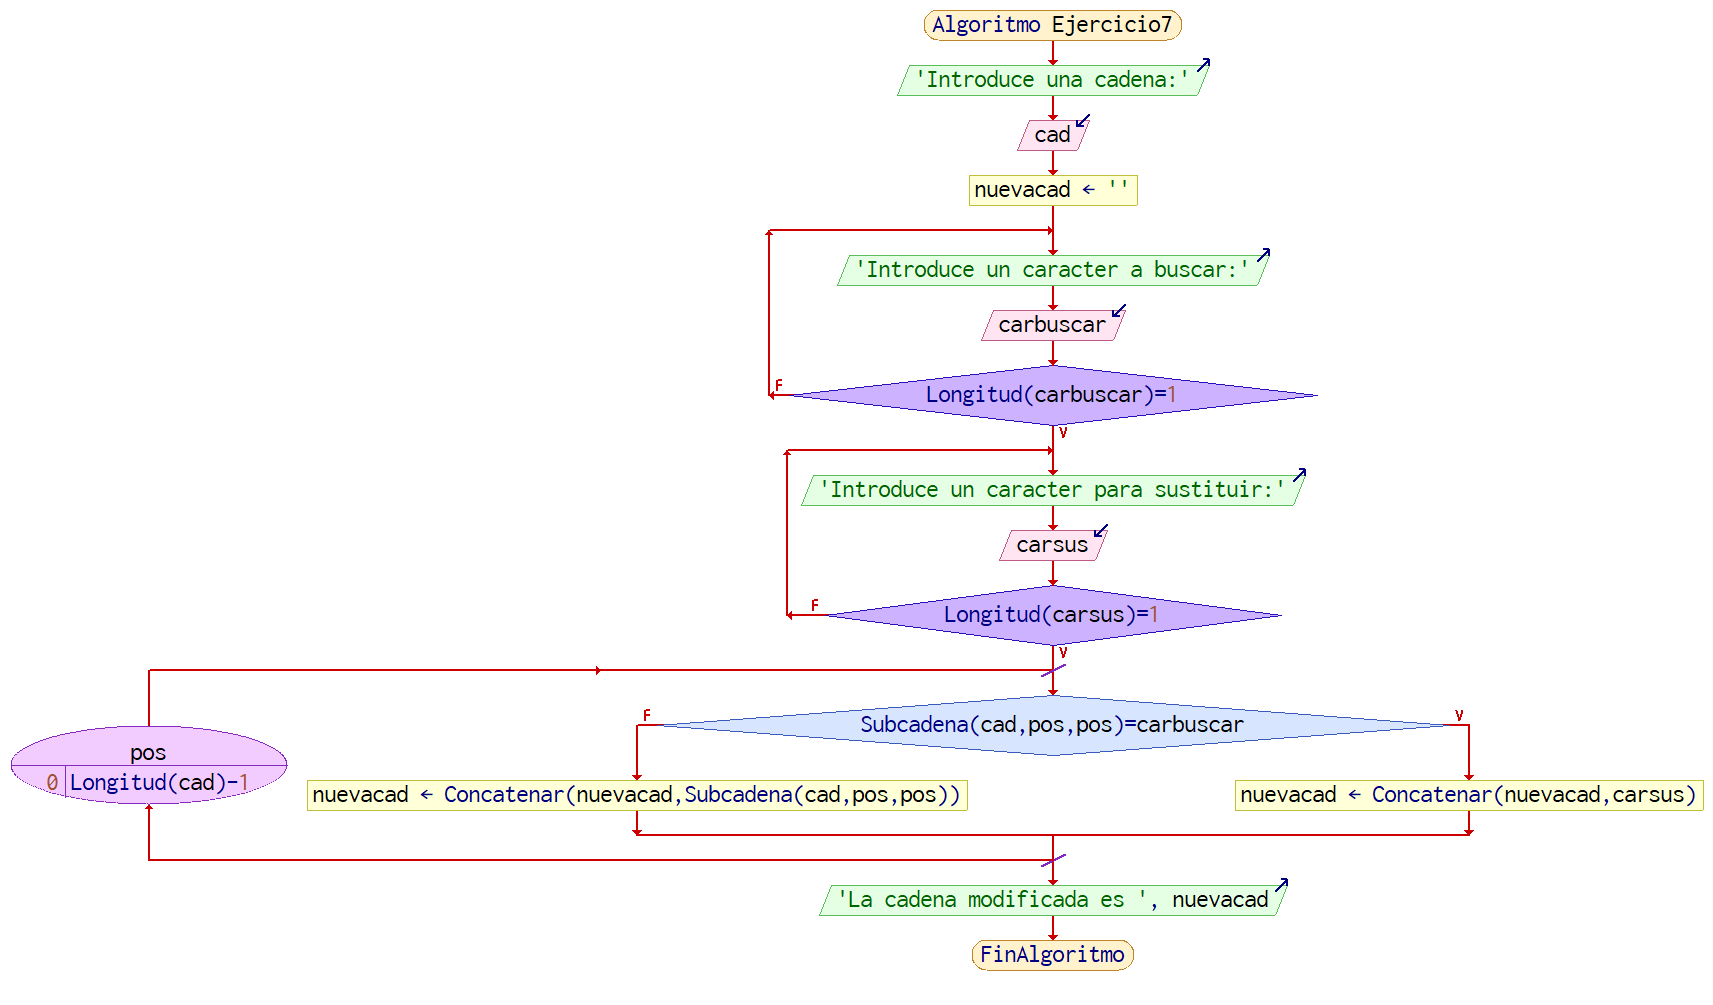 Algoritmo Ejercicio7
'Introduce una cadena:'
cad
nuevacad ← ''
'Introduce un caracter a buscar:'
carbuscar
F
Longitud(carbuscar)=1
V
'Introduce un caracter para sustituir:'
carsus
F
Longitud(carsus)=1
V
F
Subcadena(cad,pos,pos)=carbuscar
V
pos
0 Longitud(cad)-1
nuevacad ← Concatenar(nuevacad,Subcadena(cad,pos,pos))
nuevacad ← Concatenar(nuevacad,carsus)
'La cadena modificada es ', nuevacad
FinAlgoritmo